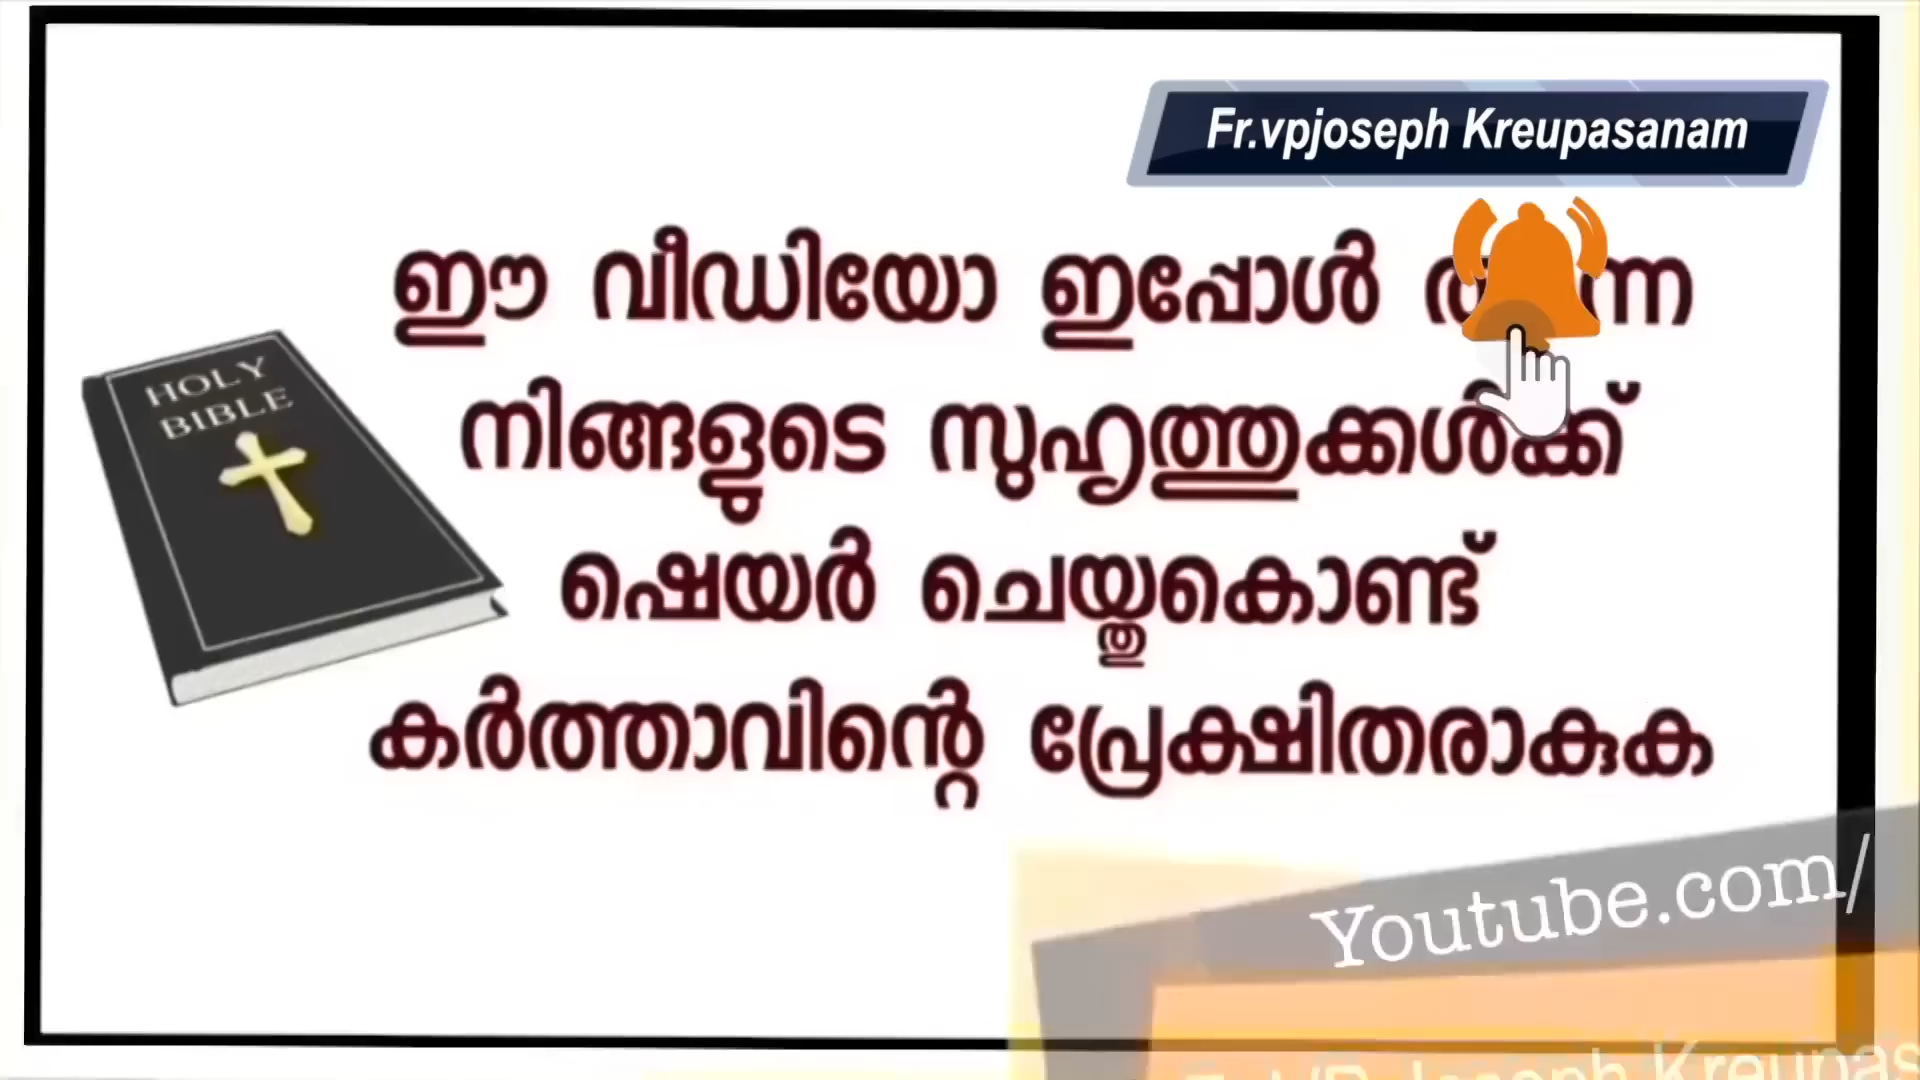 Fr.vpjoseph Kreupasanam
ഈ വീഡിയോ ഇപ്പോൾ
നിങ്ങളുടെ സുഹൃത്തുക്കൾക്ക്
ഷെയർ ചെയ്തുകൊണ്ട്
കർത്താവിന്റെ പ്രേക്ഷിതരാകുക
HOLY
BIBLE
Youtube.com/